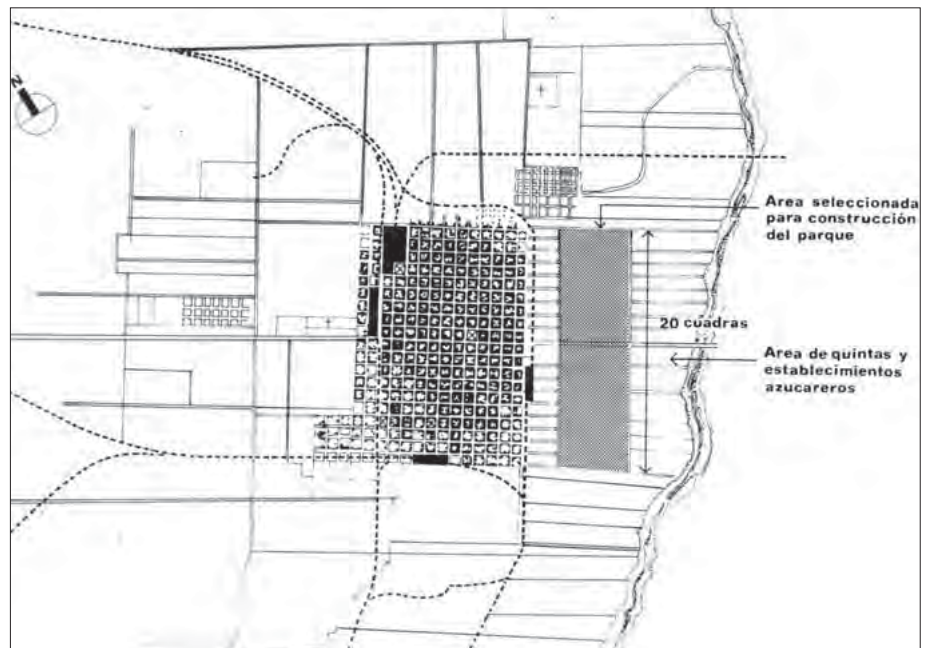 N
Area seleccionada
para construcción
del parque
20 cuadras
Area de quintas y
establecimientos
azucareros